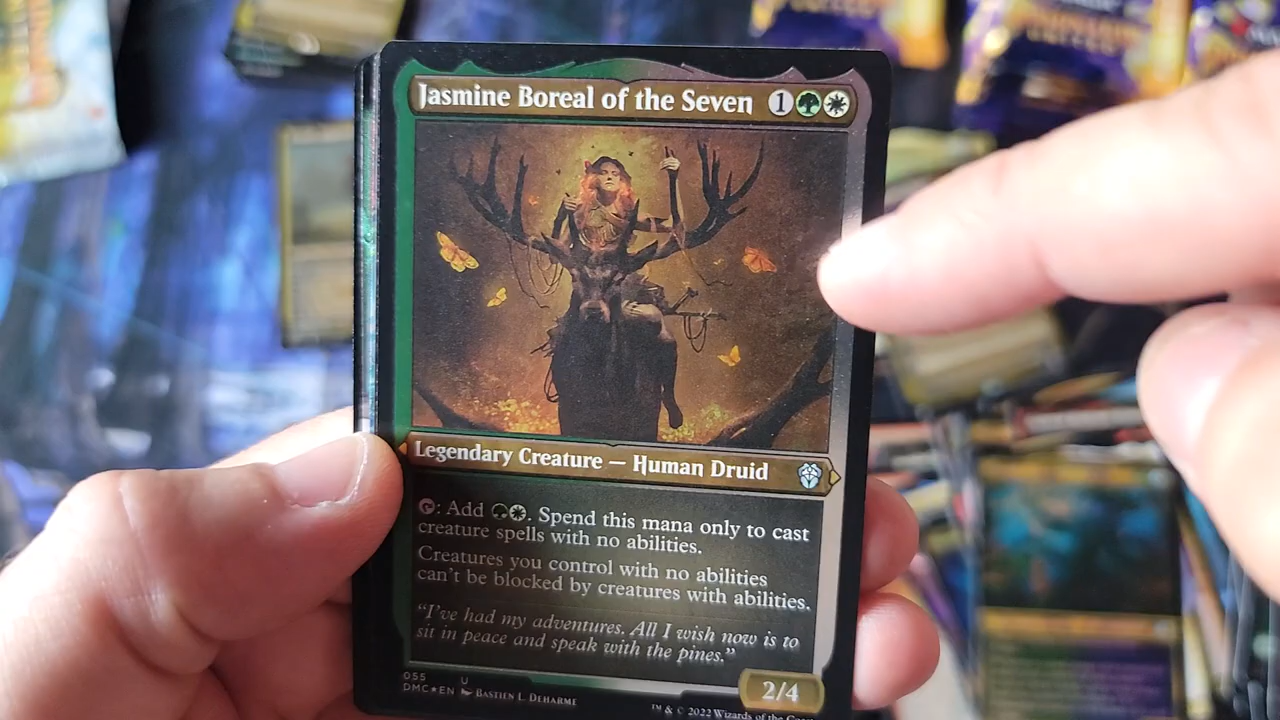 Jasmine Boreal of the Seven 1
Legendary Creature — Human Druid
: Add . Spend this mana only to cast
creature spells with no abilities.
Creatures you control with no abilities
can't be blocked by creatures with abilities.
“I've had my adventures. All I wish now is to
sit in peace and speak with the pines.”
2/4
055 U
DMC★EN Bastien L. Deharme
™ & © 2022 Wizards of the